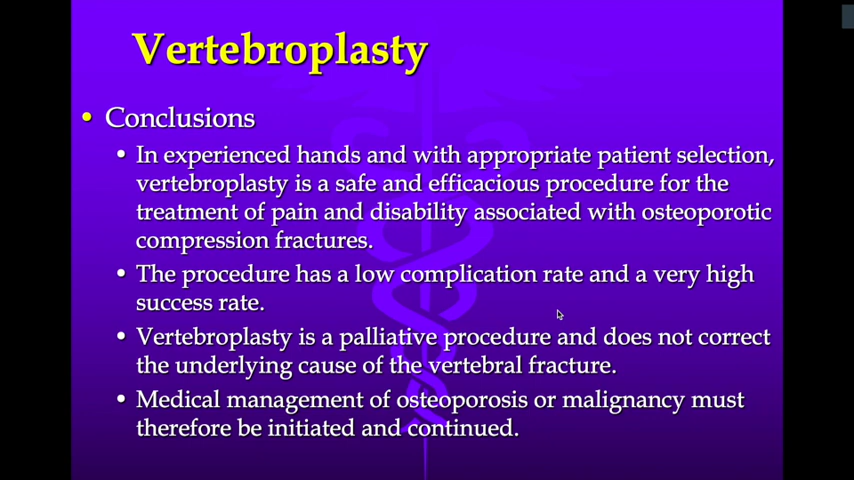 Vertebroplasty
• Conclusions
• In experienced hands and with appropriate patient selection,
vertebroplasty is a safe and efficacious procedure for the
treatment of pain and disability associated with osteoporotic
compression fractures.
• The procedure has a low complication rate and a very high
success rate.
• Vertebroplasty is a palliative procedure and does not correct
the underlying cause of the vertebral fracture.
• Medical management of osteoporosis or malignancy must
therefore be initiated and continued.